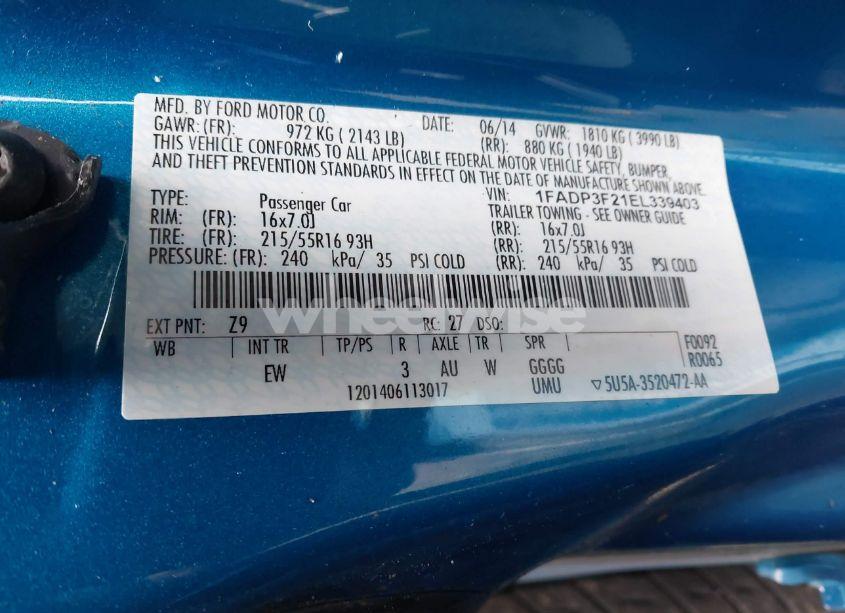 MFD. BY FORD MOTOR CO. DATE: 06/14 GVWR: 1810 KG ( 3990 LB)
GAWR: (FR): 972 KG ( 2143 LB) (RR): 880 KG ( 1940 LB)
THIS VEHICLE CONFORMS TO ALL APPLICABLE FEDERAL MOTOR VEHICLE SAFETY, BUMPER,
AND THEFT PREVENTION STANDARDS IN EFFECT ON THE DATE OF MANUFACTURE SHOWN ABOVE.
VIN: 1FADP3F21EL339403
TYPE: Passenger Car TRAILER TOWING - SEE OWNER GUIDE
RIM: (FR): 16x7.0J (RR): 16x7.0J
TIRE: (FR): 215/55R16 93H (RR): 215/55R16 93H
PRESSURE: (FR): 240 kPa/ 35 PSI COLD (RR): 240 kPa/ 35 PSI COLD
wheelwise
EXT PNT: Z9 RC: 27 DSO:
WB INT TR TP/PS R AXLE TR SPR F0092
EW 3 AU W GGGG R0065
1201406113017 UMU ▽5U5A-3520472-AA